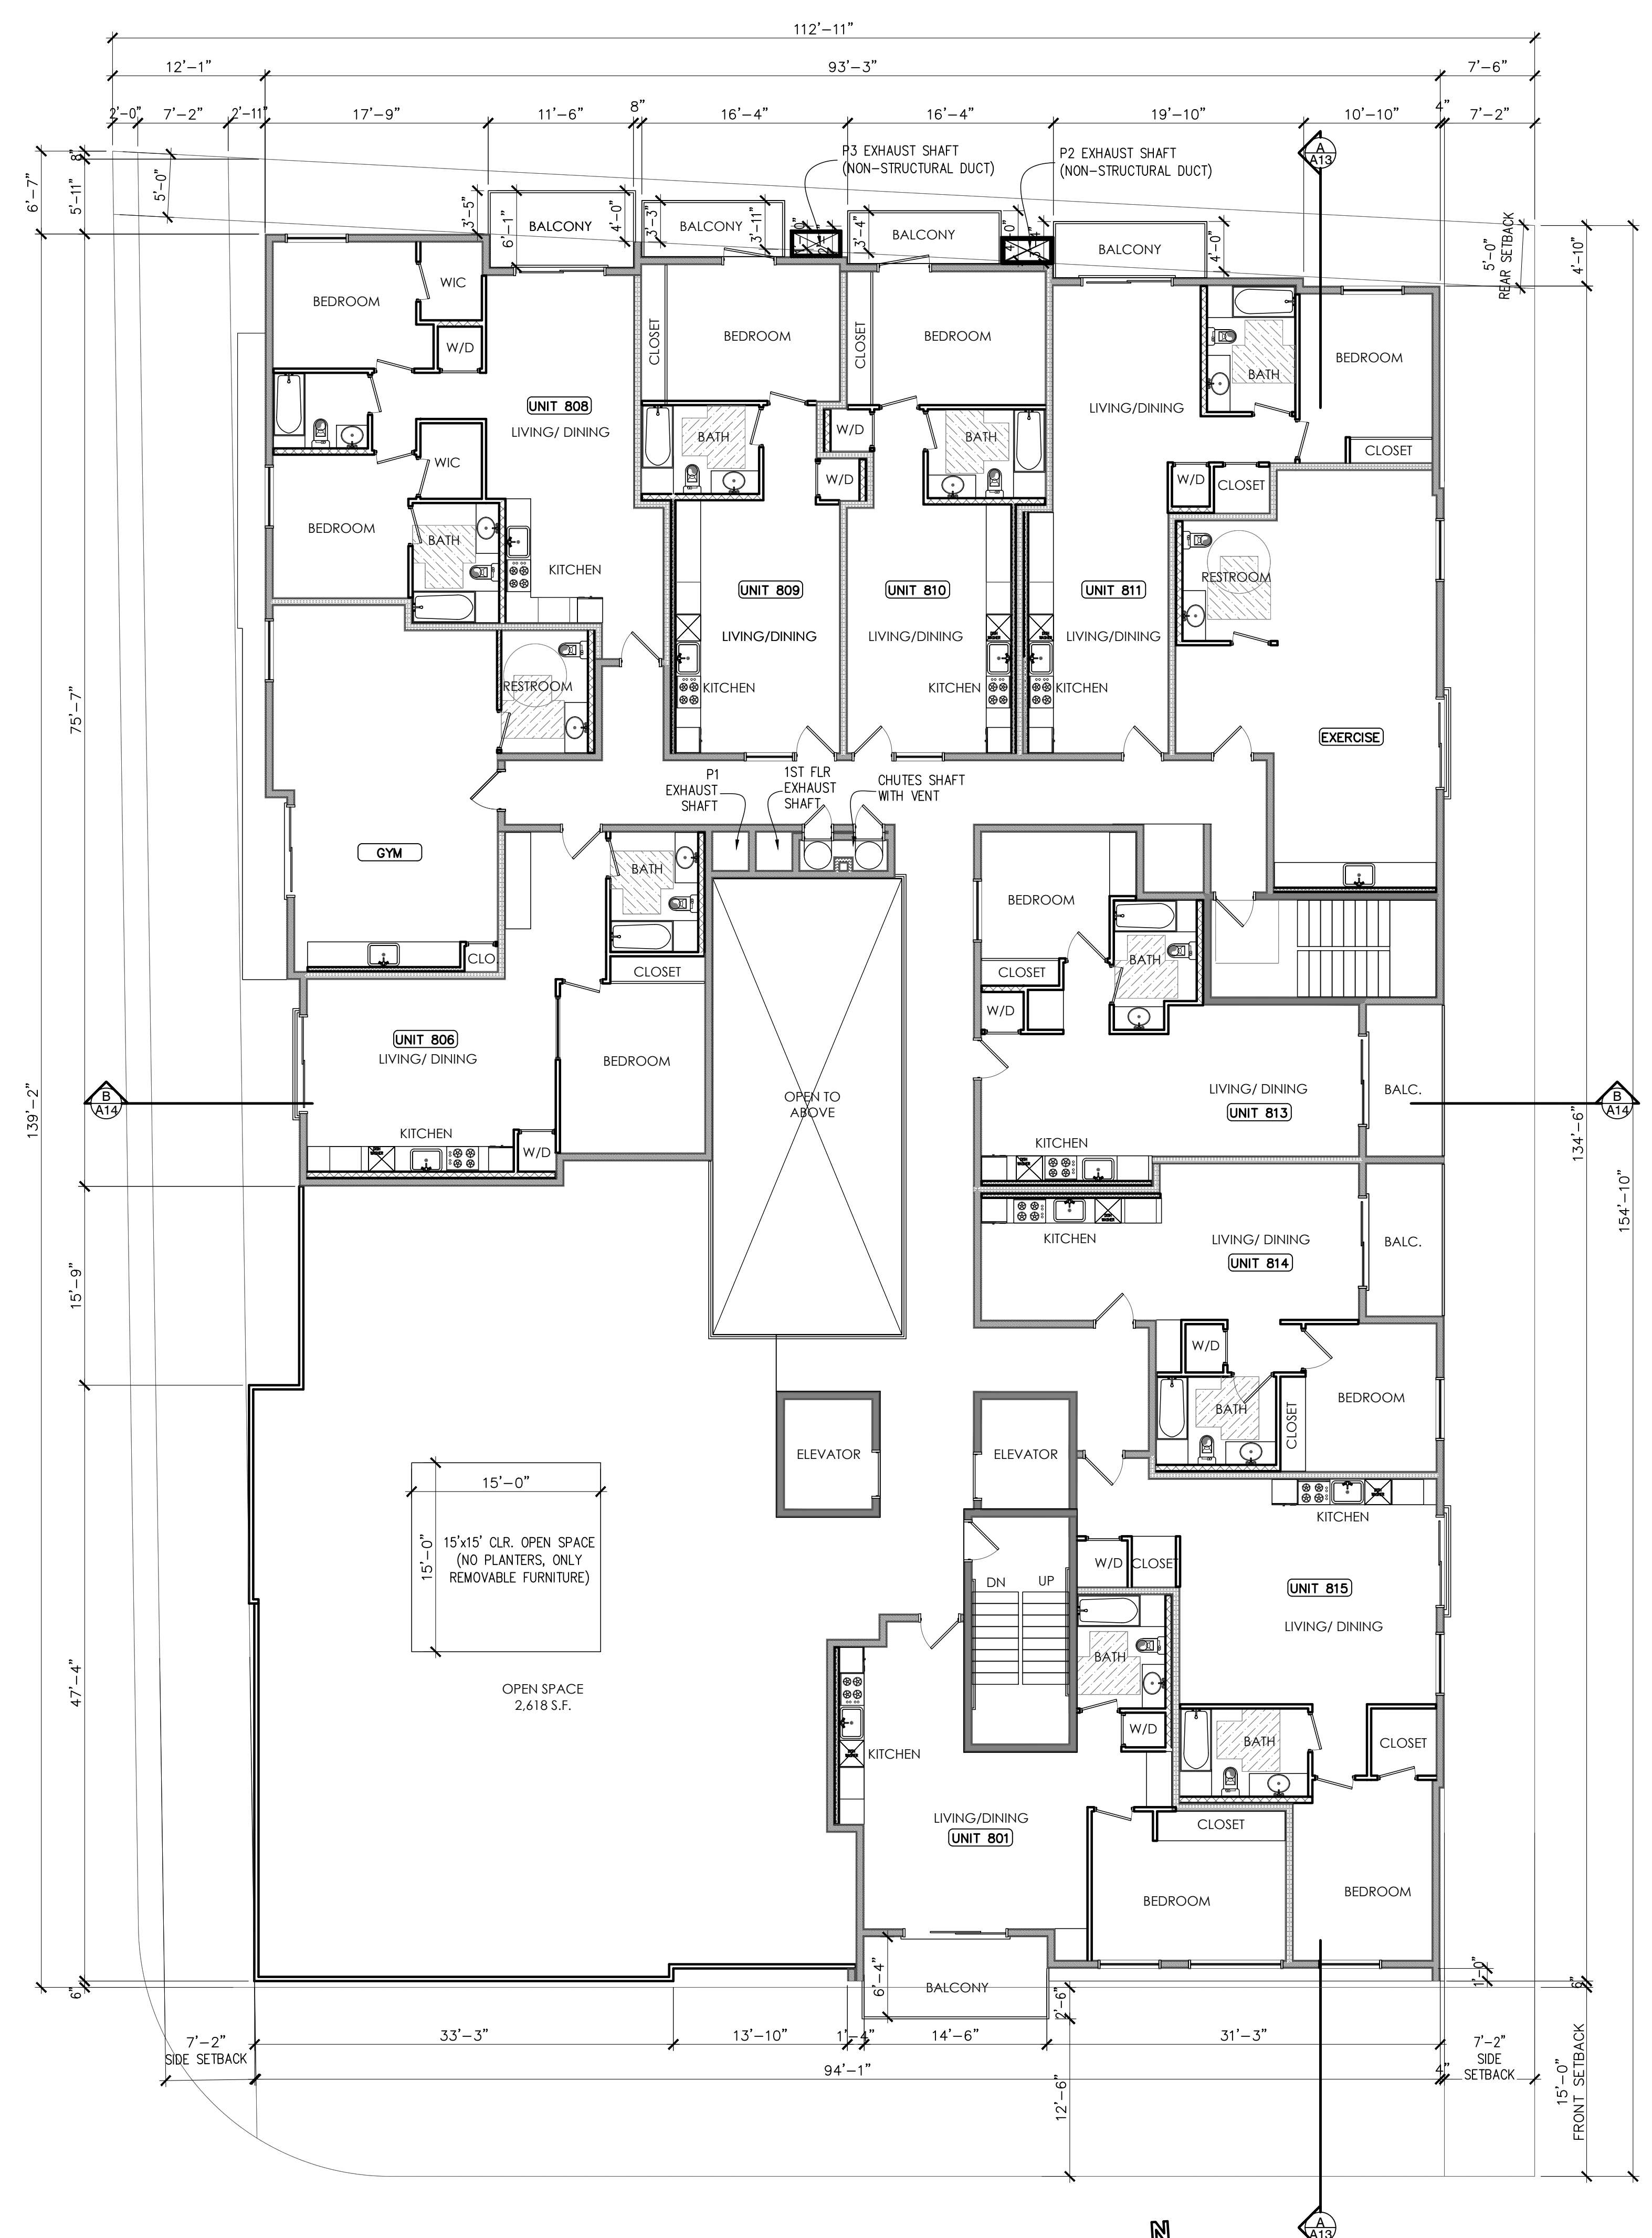 112'-11"
12'-1"
93'-3"
7'-6"
2'-0"
7'-2"
2'-11"
17'-9"
11'-6"
8"
16'-4"
16'-4"
19'-10"
10'-10"
4"
7'-2"
P3 EXHAUST SHAFT
(NON-STRUCTURAL DUCT)
P2 EXHAUST SHAFT
(NON-STRUCTURAL DUCT)
A
A13
6'-7"
8"
5'-11"
5'-0"
3'-5"
6'-1"
BALCONY
4'-0"
3'-3"
BALCONY
3'-11"
3'-4"
BALCONY
BALCONY
4'-0"
5'-0"
REAR SETBACK
4'-10"
BEDROOM
WIC
W/D
UNIT 808
LIVING/ DINING
CLOSET
BEDROOM
CLOSET
BEDROOM
LIVING/DINING
BATH
BEDROOM
CLOSET
WIC
BATH
W/D
W/D
BATH
W/D
CLOSET
BEDROOM
BATH
KITCHEN
UNIT 809
LIVING/DINING
KITCHEN
UNIT 810
LIVING/DINING
KITCHEN
UNIT 811
LIVING/DINING
KITCHEN
RESTROOM
EXERCISE
RESTROOM
75'-7"
GYM
CLO
P1
EXHAUST
SHAFT
1ST FLR
EXHAUST
SHAFT
CHUTES SHAFT
WITH VENT
BATH
CLOSET
BEDROOM
CLOSET
BATH
W/D
UNIT 806
LIVING/ DINING
BEDROOM
KITCHEN
W/D
OPEN TO
ABOVE
LIVING/ DINING
UNIT 813
BALC.
KITCHEN
B
A14
B
A14
139'-2"
134'-6"
154'-10"
KITCHEN
LIVING/ DINING
UNIT 814
BALC.
15'-9"
W/D
BATH
CLOSET
BEDROOM
ELEVATOR
ELEVATOR
15'-0"
15'-0"
15'x15' CLR. OPEN SPACE
(NO PLANTERS, ONLY
REMOVABLE FURNITURE)
OPEN SPACE
2,618 S.F.
47'-4"
DN
UP
W/D
CLOSET
KITCHEN
UNIT 815
LIVING/ DINING
BATH
W/D
BATH
CLOSET
KITCHEN
LIVING/DINING
UNIT 801
CLOSET
BEDROOM
BEDROOM
6'-4"
BALCONY
2'-6"
1'-0"
6"
6"
7'-2"
SIDE SETBACK
33'-3"
13'-10"
1'-4"
14'-6"
31'-3"
7'-2"
SIDE
SETBACK
94'-1"
4"
12'-6"
15'-0"
FRONT SETBACK
N
A
A13